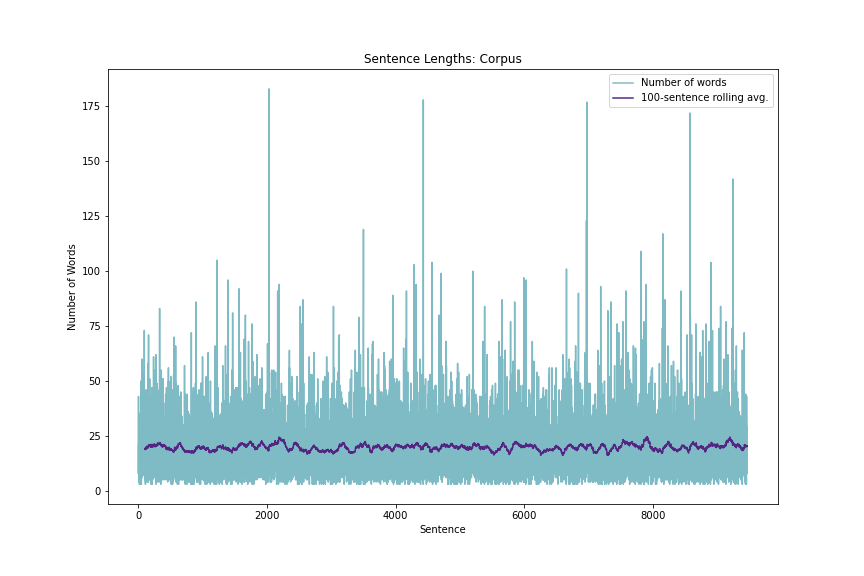 Sentence Lengths: Corpus
Number of words
100-sentence rolling avg.
175
150
125
100
75
50
25
0
Number of Words
0 2000 4000 6000 8000
Sentence